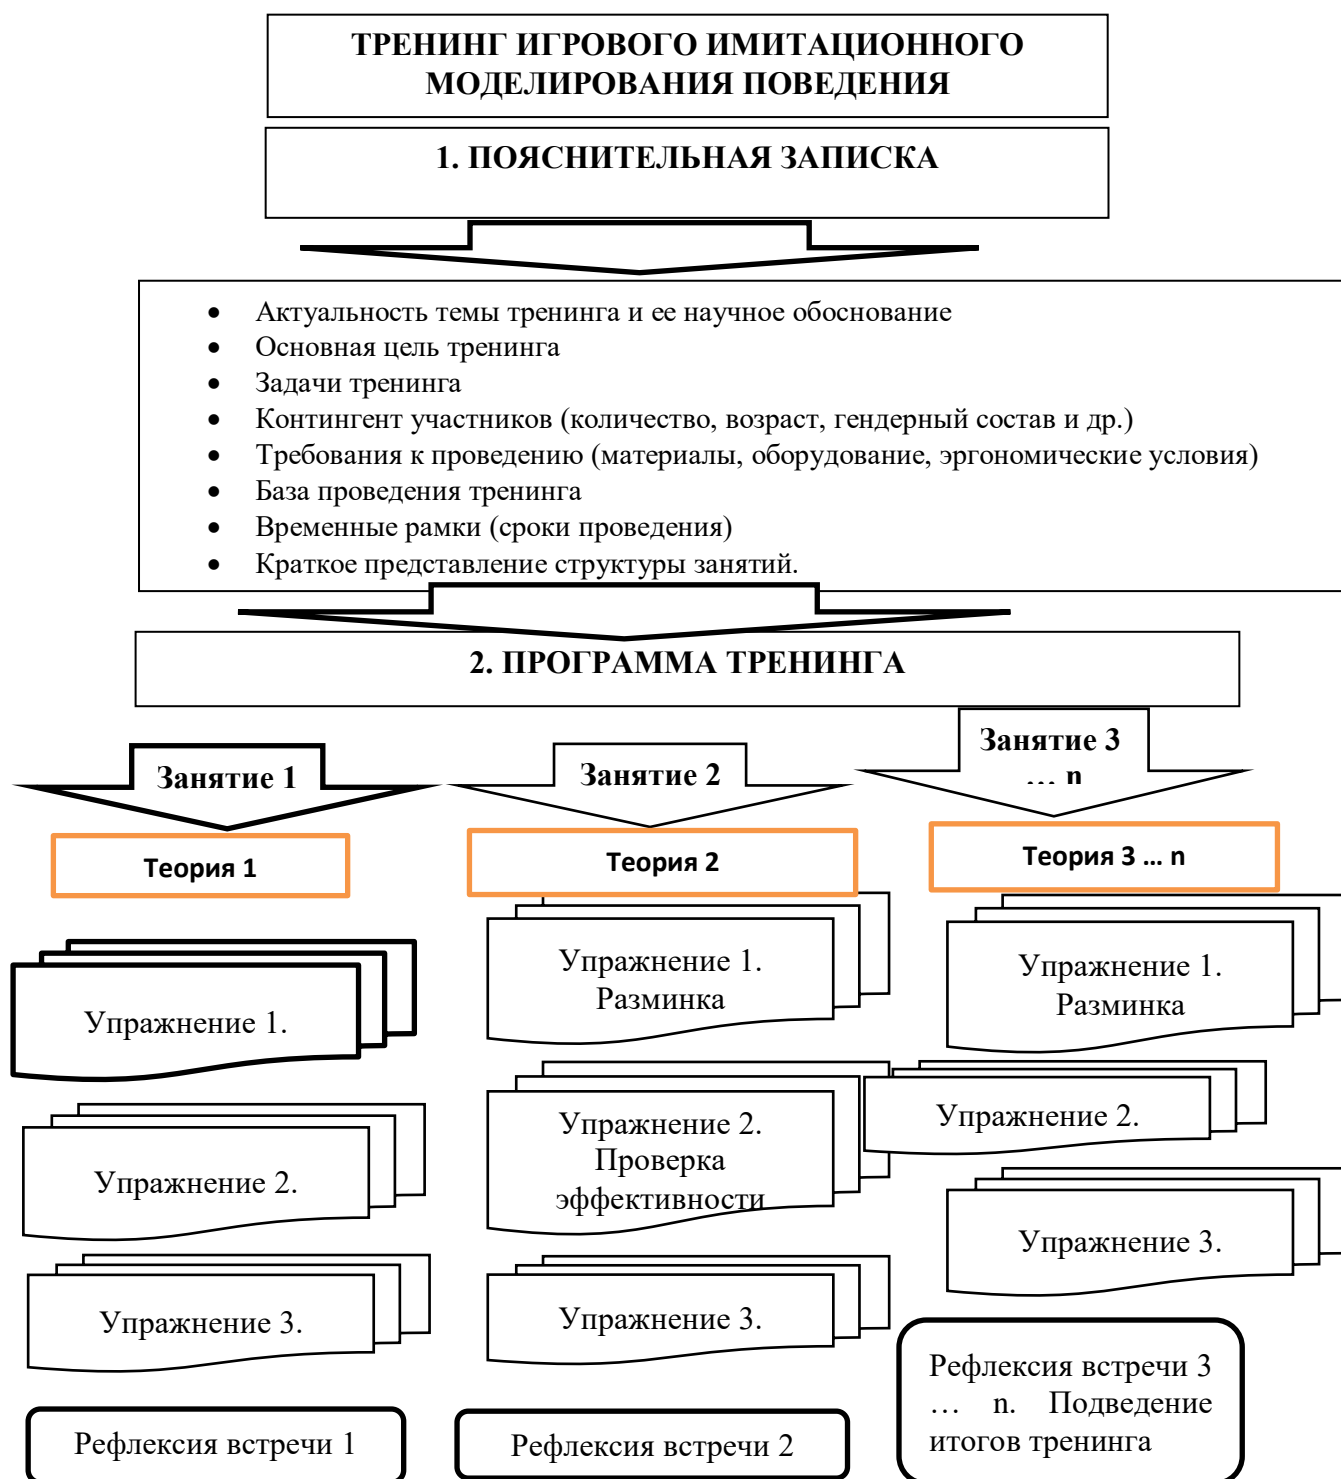 ТРЕНИНГ ИГРОВОГО ИМИТАЦИОННОГО
МОДЕЛИРОВАНИЯ ПОВЕДЕНИЯ
1. ПОЯСНИТЕЛЬНАЯ ЗАПИСКА
• Актуальность темы тренинга и ее научное обоснование
• Основная цель тренинга
• Задачи тренинга
• Контингент участников (количество, возраст, гендерный состав и др.)
• Требования к проведению (материалы, оборудование, эргономические условия)
• База проведения тренинга
• Временные рамки (сроки проведения)
• Краткое представление структуры занятий.
2. ПРОГРАММА ТРЕНИНГА
Занятие 1
Теория 1
Упражнение 1.
Упражнение 2.
Упражнение 3.
Рефлексия встречи 1
Занятие 2
Теория 2
Упражнение 1.
Разминка
Упражнение 2.
Проверка
эффективности
Упражнение 3.
Рефлексия встречи 2
Занятие 3
… n
Теория 3 … n
Упражнение 1.
Разминка
Упражнение 2.
Упражнение 3.
Рефлексия встречи 3
… n. Подведение
итогов тренинга